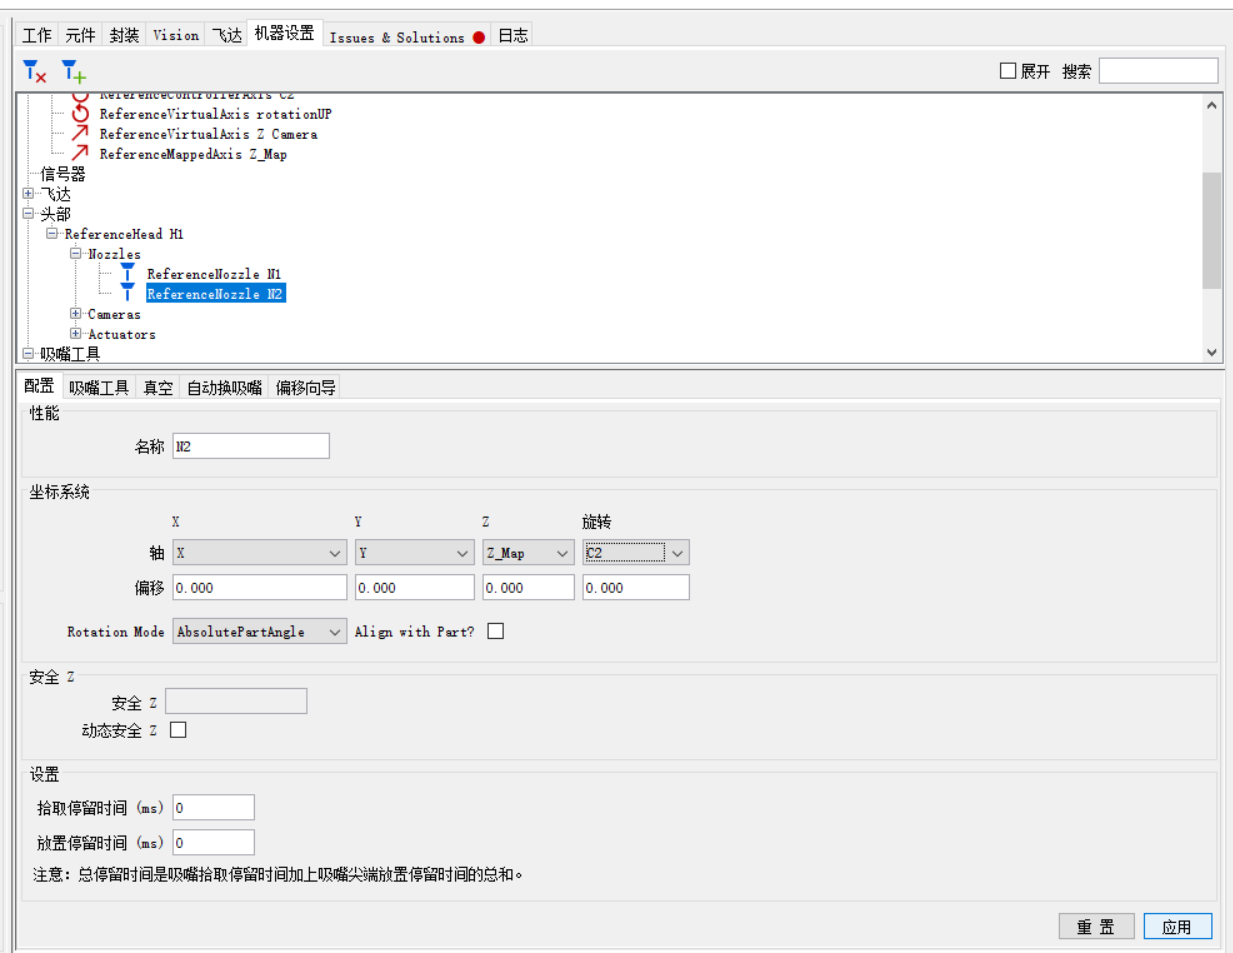 工作 元件 封装 Vision 飞达 机器设置 Issues & Solutions 日志
展开 搜索
ReferenceControllerAxis C2
ReferenceVirtualAxis rotationUP
ReferenceVirtualAxis Z Camera
ReferenceMappedAxis Z_Map
信号器
飞达
头部
ReferenceHead H1
Nozzles
ReferenceNozzle N1
ReferenceNozzle N2
Cameras
Actuators
吸嘴工具
配置 吸嘴工具 真空 自动换吸嘴 偏移向导
性能
名称 N2
坐标系统
X Y Z 旋转
轴 X Y Z_Map C2
偏移 0.000 0.000 0.000 0.000
Rotation Mode AbsolutePartAngle Align with Part?
安全 Z
安全 Z
动态安全 Z
设置
拾取停留时间 (ms) 0
放置停留时间 (ms) 0
注意: 总停留时间是吸嘴拾取停留时间加上吸嘴尖端放置停留时间的总和。
重 置 应用